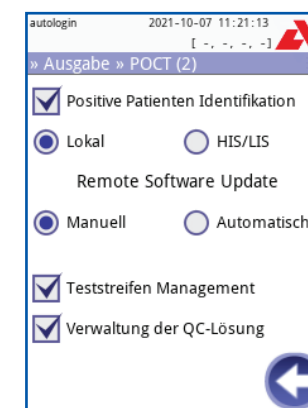 autologin 2021-10-07 11:21:13
[ -, -, -, -]
» Ausgabe » POCT (2)
Positive Patienten Identifikation
Lokal HIS/LIS
Remote Software Update
Manuell Automatisch
Teststreifen Management
Verwaltung der QC-Lösung